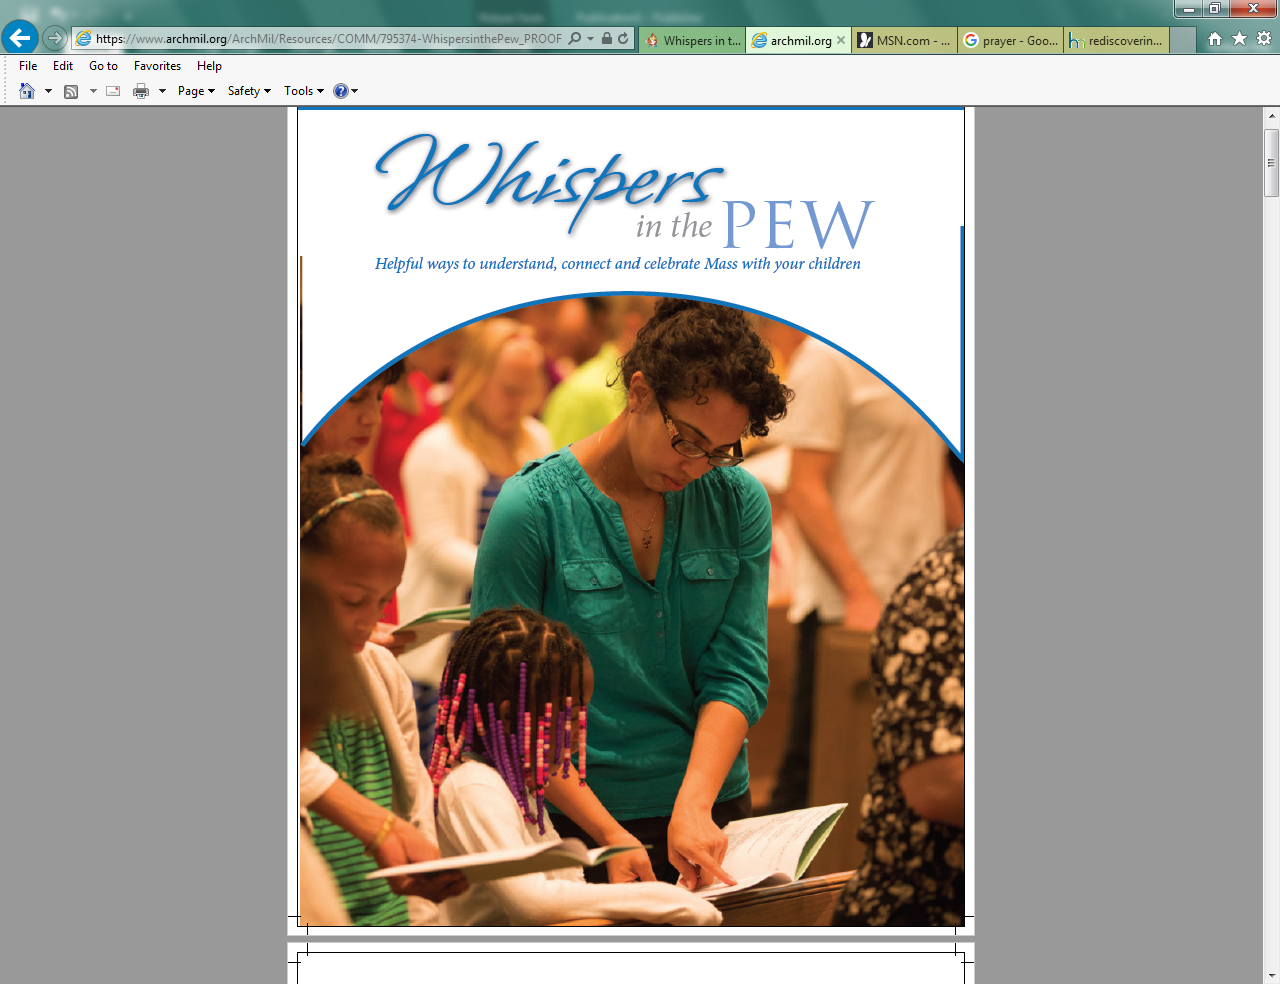 https://www.archmil.org/ArchMil/Resources/COMM/795374-WhispersinthePew_PROOF
Whispers in t...
archmil.org
MSN.com - ...
prayer - Goo...
rediscoverin...
File Edit Go to Favorites Help
Page Safety Tools
Whispers
in the PEW
Helpful ways to understand, connect and celebrate Mass with your children